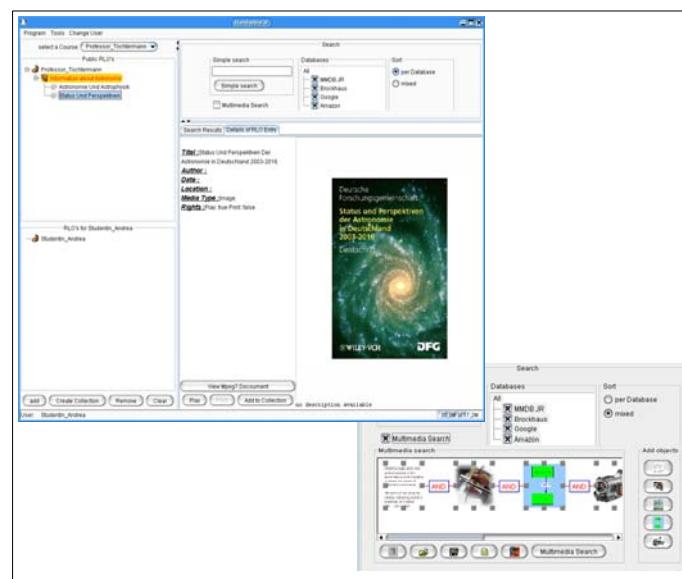 Program Tools Change User
select a Course: Professor_Tochtermann
Public RLO's
Professor_Tochtermann
Information about Astronomie
Astronomie Und Astrophysik
Status Und Perspektiven
RLO's for Studentin_Andrea
Studentin_Andrea
add
Create Collection
Remove
Clear
User: Studentin_Andrea
Search
Simple search
Simple search
Multimedia Search
Databases
All
MMDB JR
Brockhaus
Google
Amazon
Sort
per Database
mixed
Search Results
Details of RLO Entry
Titel :Status Und Perspektiven Der
Astronomie in Deutschland 2003-2016
Author :
Date :
Location :
Media Type :Image
Rights :Play: true Print: false
Deutsche
Forschungsgemeinschaft
Status und Perspektiven
der Astronomie
in Deutschland
2003-2016
Denkschrift
WILEY-VCH
DFG
View Mpeg7 Document
Play
Print
Add to Collection
no description available
Search
Databases
All
MMDB JR
Brockhaus
Google
Amazon
Sort
per Database
mixed
Multimedia Search
Multimedia search
AND
AND
AND
Multimedia Search
Add objects